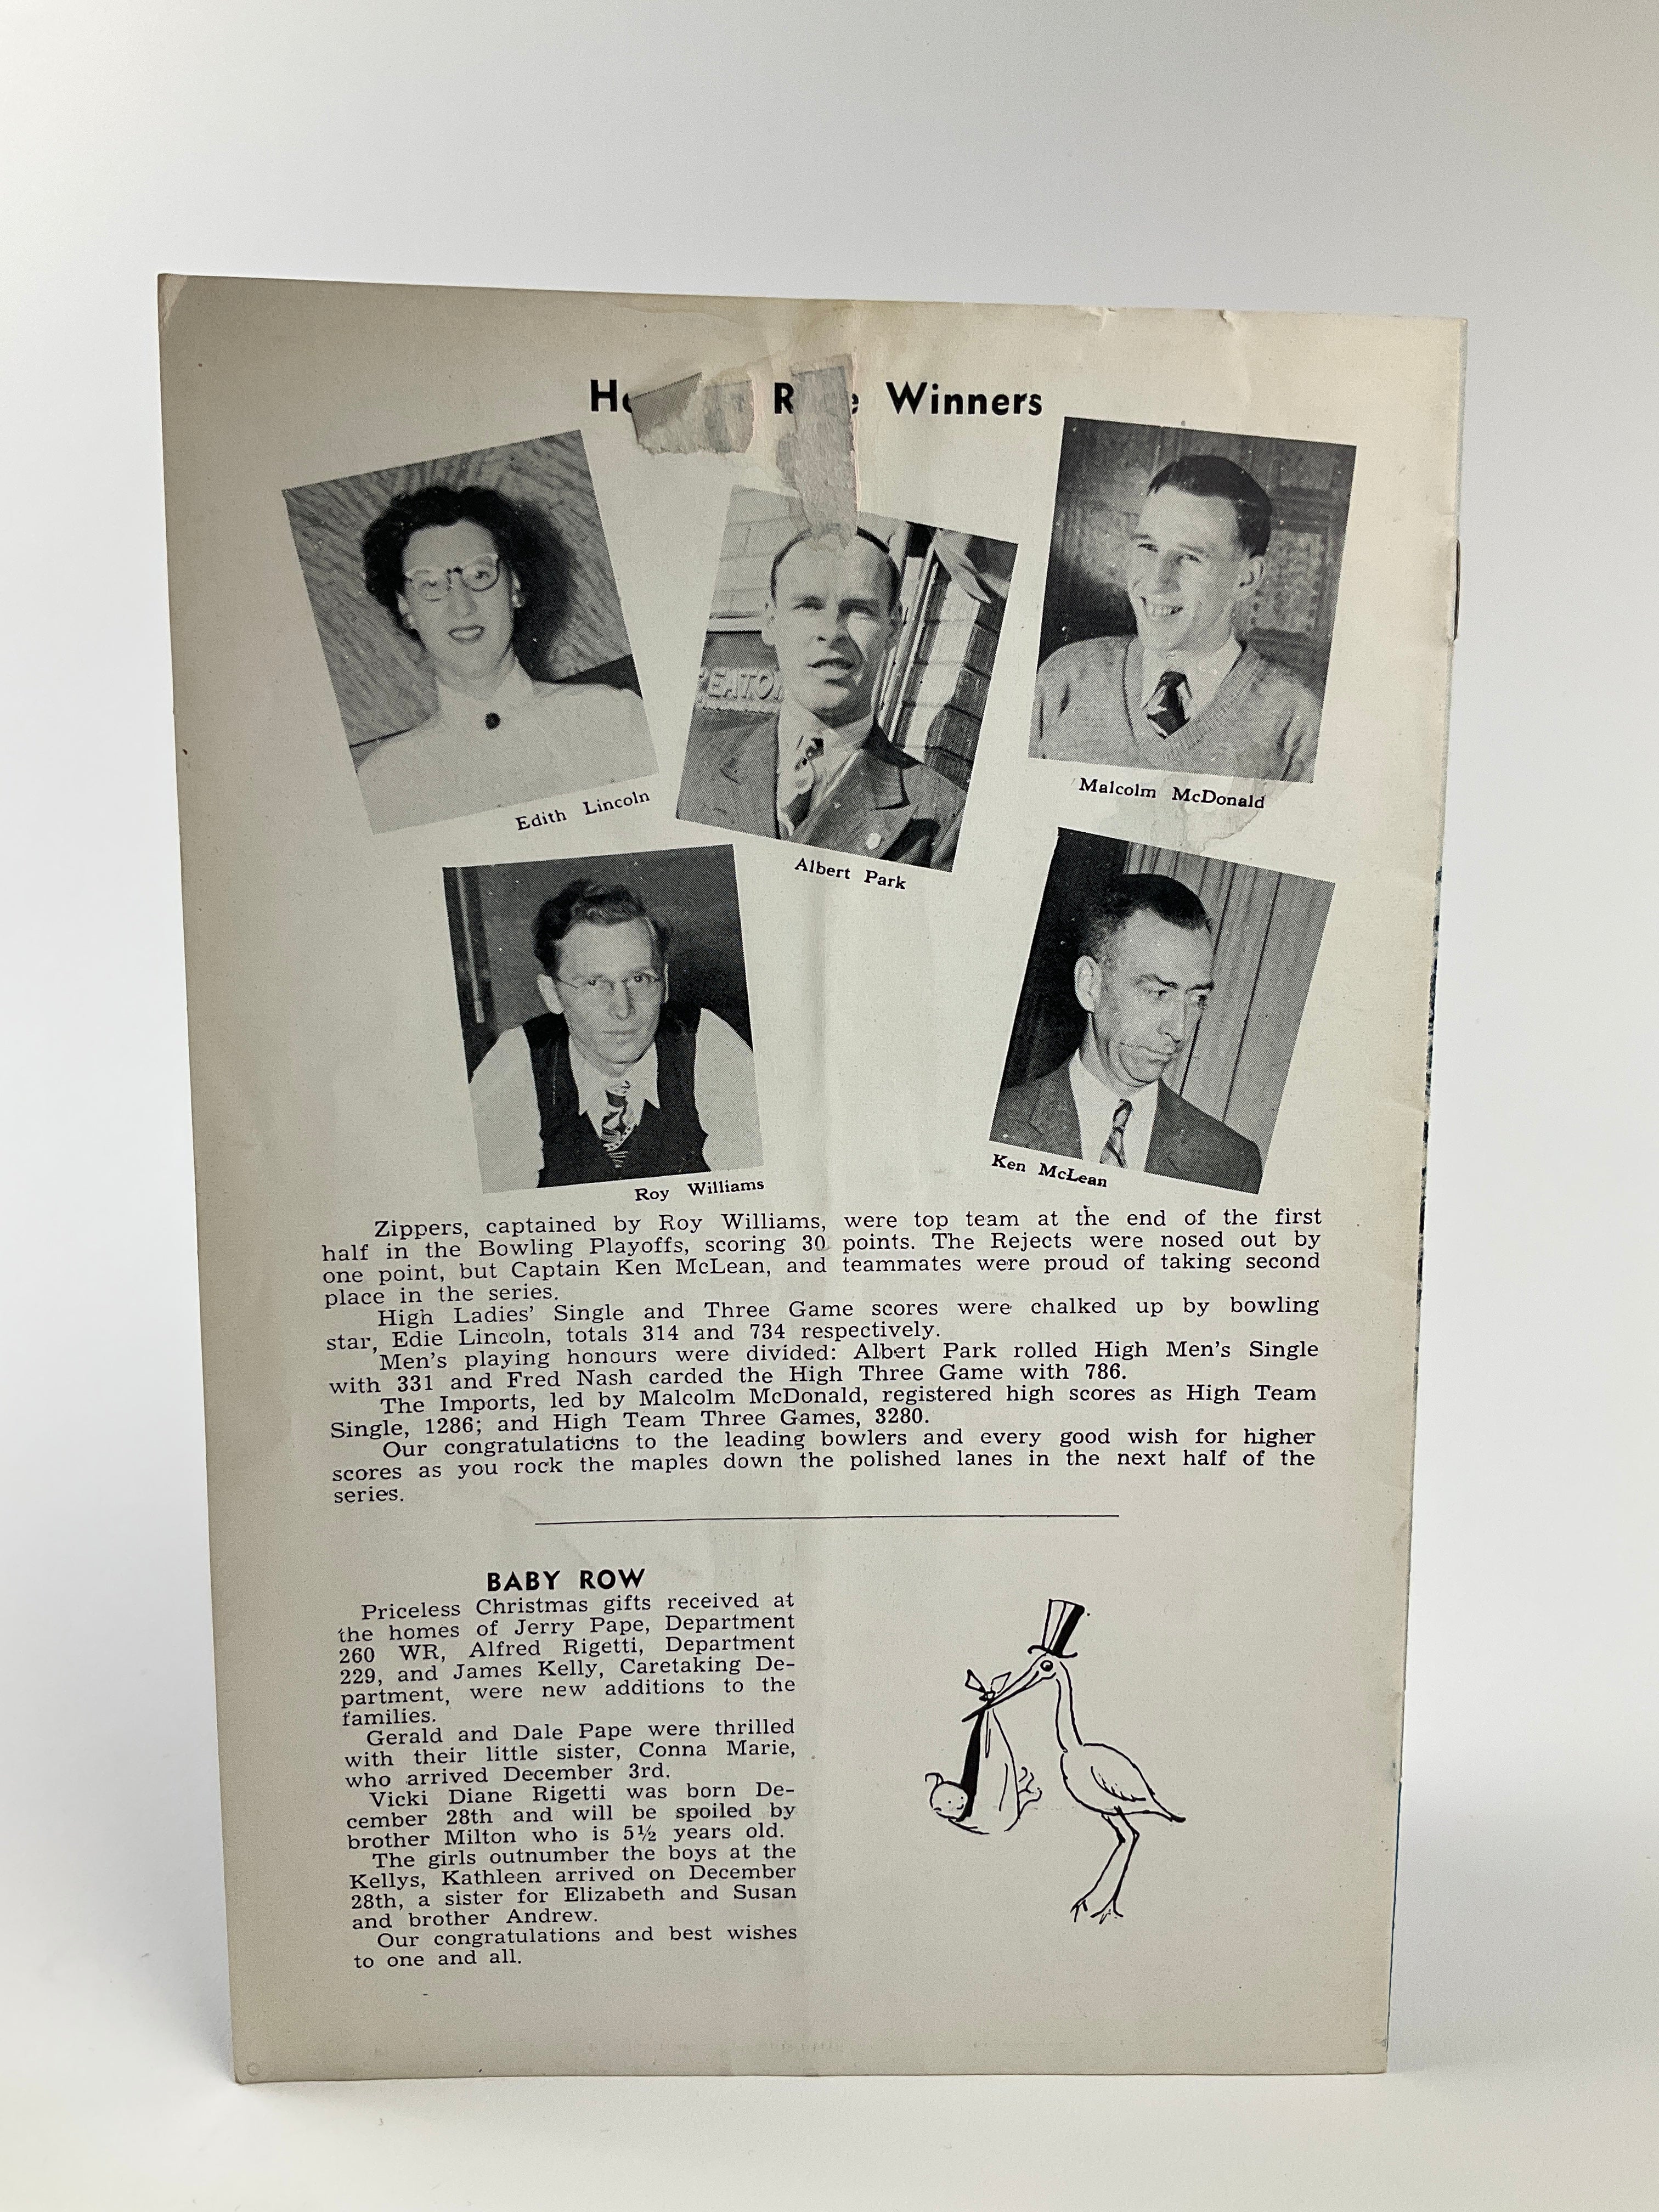 Winners
EATON
Edith Lincoln
Albert Park
Malcolm McDonald
Roy Williams
Ken McLean
Zippers, captained by Roy Williams, were top team at the end of the first
half in the Bowling Playoffs, scoring 30 points. The Rejects were nosed out by
one point, but Captain Ken McLean, and teammates were proud of taking second
place in the series.
High Ladies' Single and Three Game scores were chalked up by bowling
star, Edie Lincoln, totals 314 and 734 respectively.
Men's playing honours were divided: Albert Park rolled High Men's Single
with 331 and Fred Nash carded the High Three Game with 786.
The Imports, led by Malcolm McDonald, registered high scores as High Team
Single, 1286; and High Team Three Games, 3280.
Our congratulations to the leading bowlers and every good wish for higher
scores as you rock the maples down the polished lanes in the next half of the
series.
BABY ROW
Priceless Christmas gifts received at
the homes of Jerry Pape, Department
260 WR, Alfred Rigetti, Department
229, and James Kelly, Caretaking De-
partment, were new additions to the
families.
Gerald and Dale Pape were thrilled
with their little sister, Conna Marie,
who arrived December 3rd.
Vicki Diane Rigetti was born De-
cember 28th and will be spoiled by
brother Milton who is 5½ years old.
The girls outnumber the boys at the
Kellys, Kathleen arrived on December
28th, a sister for Elizabeth and Susan
and brother Andrew.
Our congratulations and best wishes
to one and all.